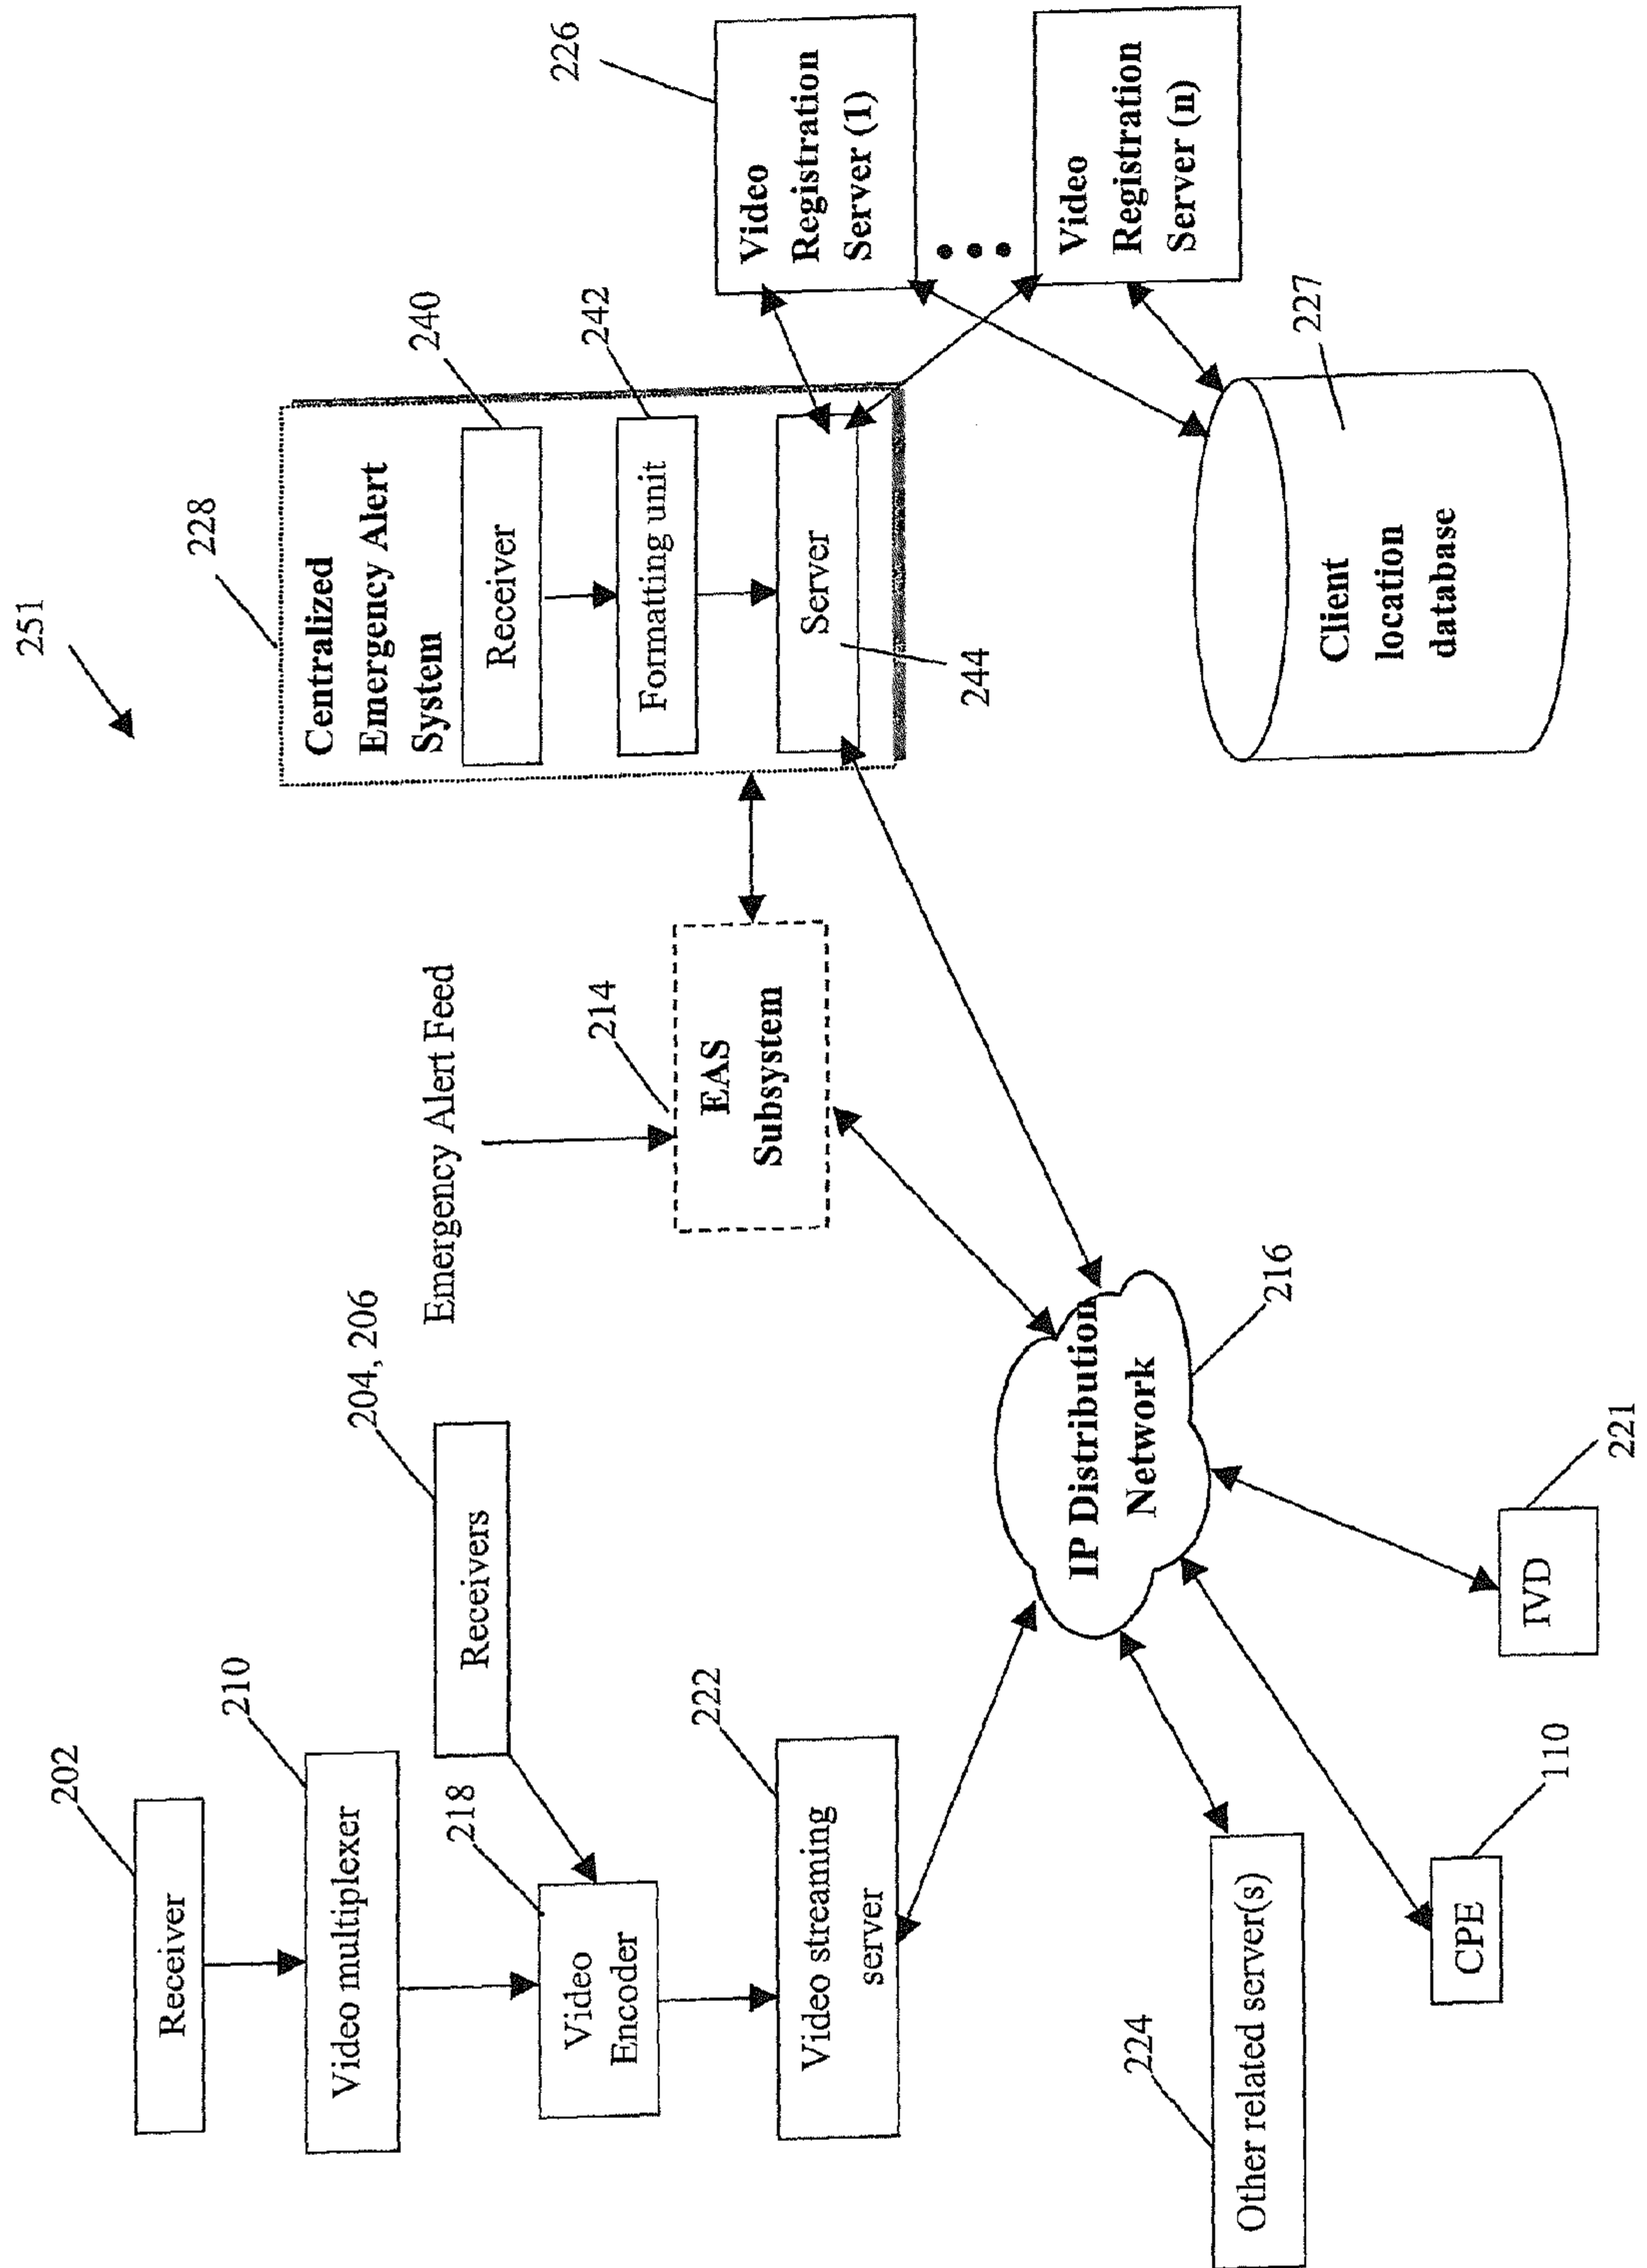 251
202
Receiver
210
Video multiplexer
204, 206
Receivers
218
Video
Encoder
222
Video streaming
server
Emergency Alert Feed
214
EAS
Subsystem
228
Centralized
Emergency Alert
System
240
Receiver
242
Formatting unit
Server
244
226
Video
Registration
Server (1)
Video
Registration
Server (n)
227
Client
location
database
IP Distribution
Network
216
224
Other related server(s)
CPE
110
IVD
221